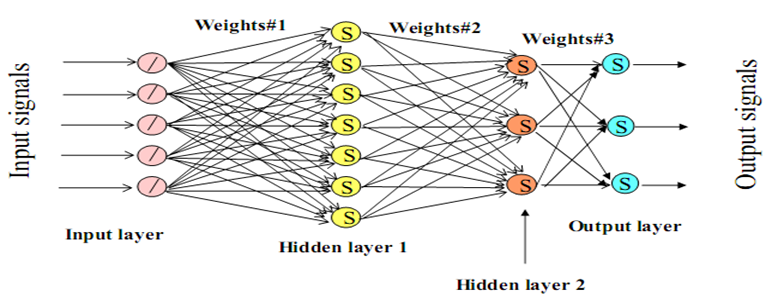 Weights#1
Weights#2
Weights#3
Input signals
/
/
/
/
/
S
S
S
S
S
S
S
S
S
S
S
S
S
Output signals
Input layer
Hidden layer 1
Output layer
Hidden layer 2